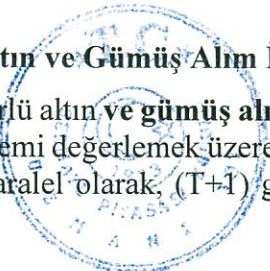 tın ve Gümüş Alım İ
rlü altın ve gümüş alı
emi değerlemek üzere
aralel olarak, (T+1) g